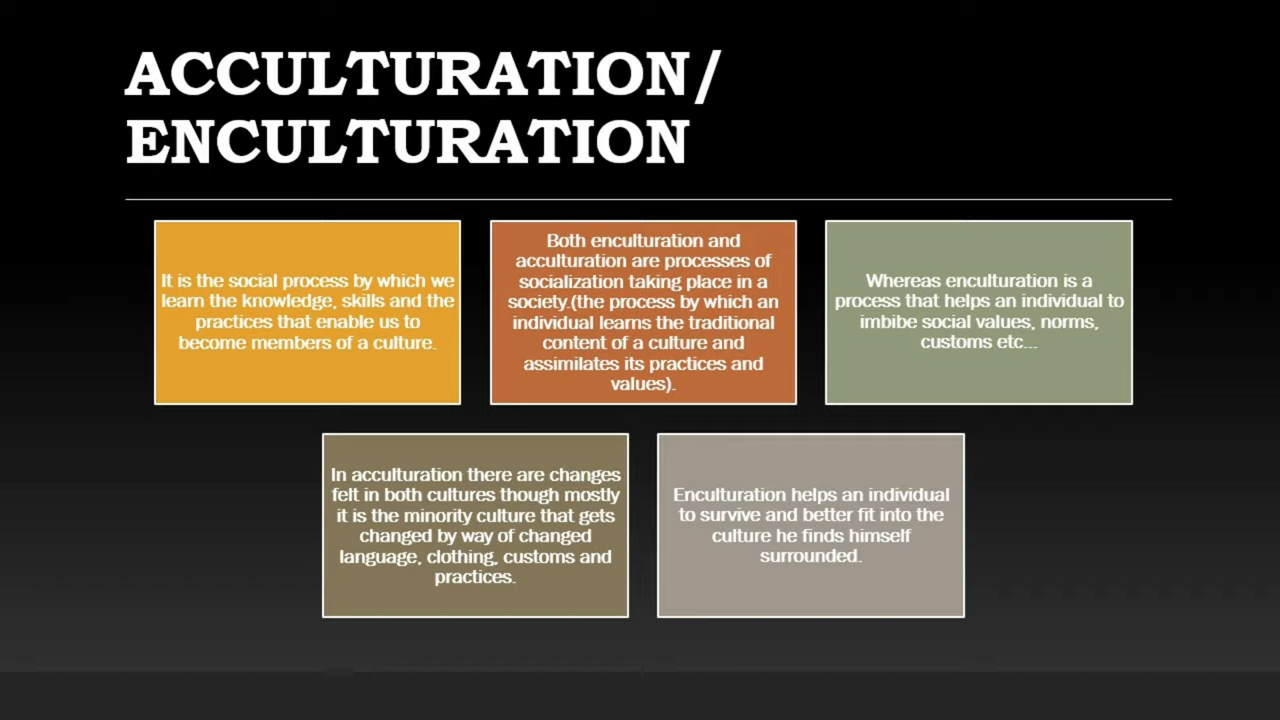 ACCULTURATION/
ENCULTURATION
It is the social process by which we
learn the knowledge, skills and the
practices that enable us to
become members of a culture.
Both enculturation and
acculturation are processes of
socialization taking place in a
society.(the process by which an
individual learns the traditional
content of a culture and
assimilates its practices and
values).
Whereas enculturation is a
process that helps an individual to
imbibe social values, norms,
customs etc...
In acculturation there are changes
felt in both cultures though mostly
it is the minority culture that gets
changed by way of changed
language, clothing, customs and
practices.
Enculturation helps an individual
to survive and better fit into the
culture he finds himself
surrounded.